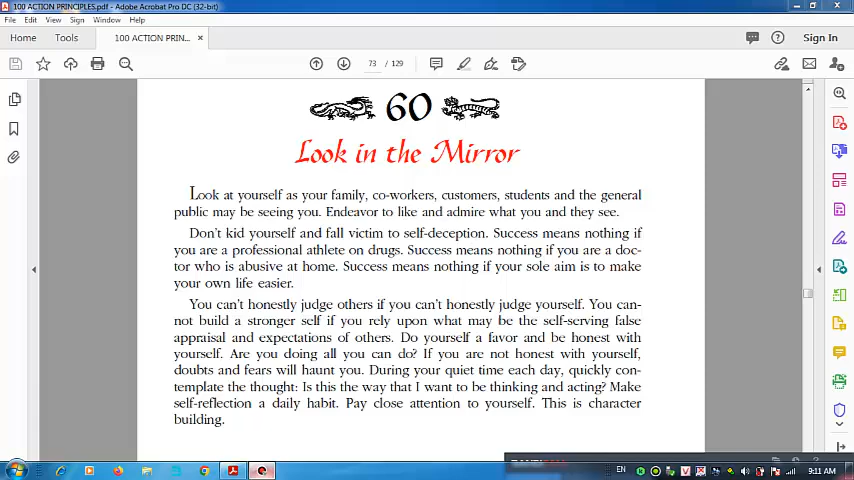 100 ACTION PRINCIPLES.pdf - Adobe Acrobat Pro DC (32-bit)
File Edit View Sign Window Help
Home Tools 100 ACTION PRIN... × Sign In
73 / 129
60
Look in the Mirror
Look at yourself as your family, co-workers, customers, students and the general
public may be seeing you. Endeavor to like and admire what you and they see.
Don't kid yourself and fall victim to self-deception. Success means nothing if
you are a professional athlete on drugs. Success means nothing if you are a doc-
tor who is abusive at home. Success means nothing if your sole aim is to make
your own life easier.
You can't honestly judge others if you can't honestly judge yourself. You can-
not build a stronger self if you rely upon what may be the self-serving false
appraisal and expectations of others. Do yourself a favor and be honest with
yourself. Are you doing all you can do? If you are not honest with yourself,
doubts and fears will haunt you. During your quiet time each day, quickly con-
template the thought: Is this the way that I want to be thinking and acting? Make
self-reflection a daily habit. Pay close attention to yourself. This is character
building.
EN 9:11 AM